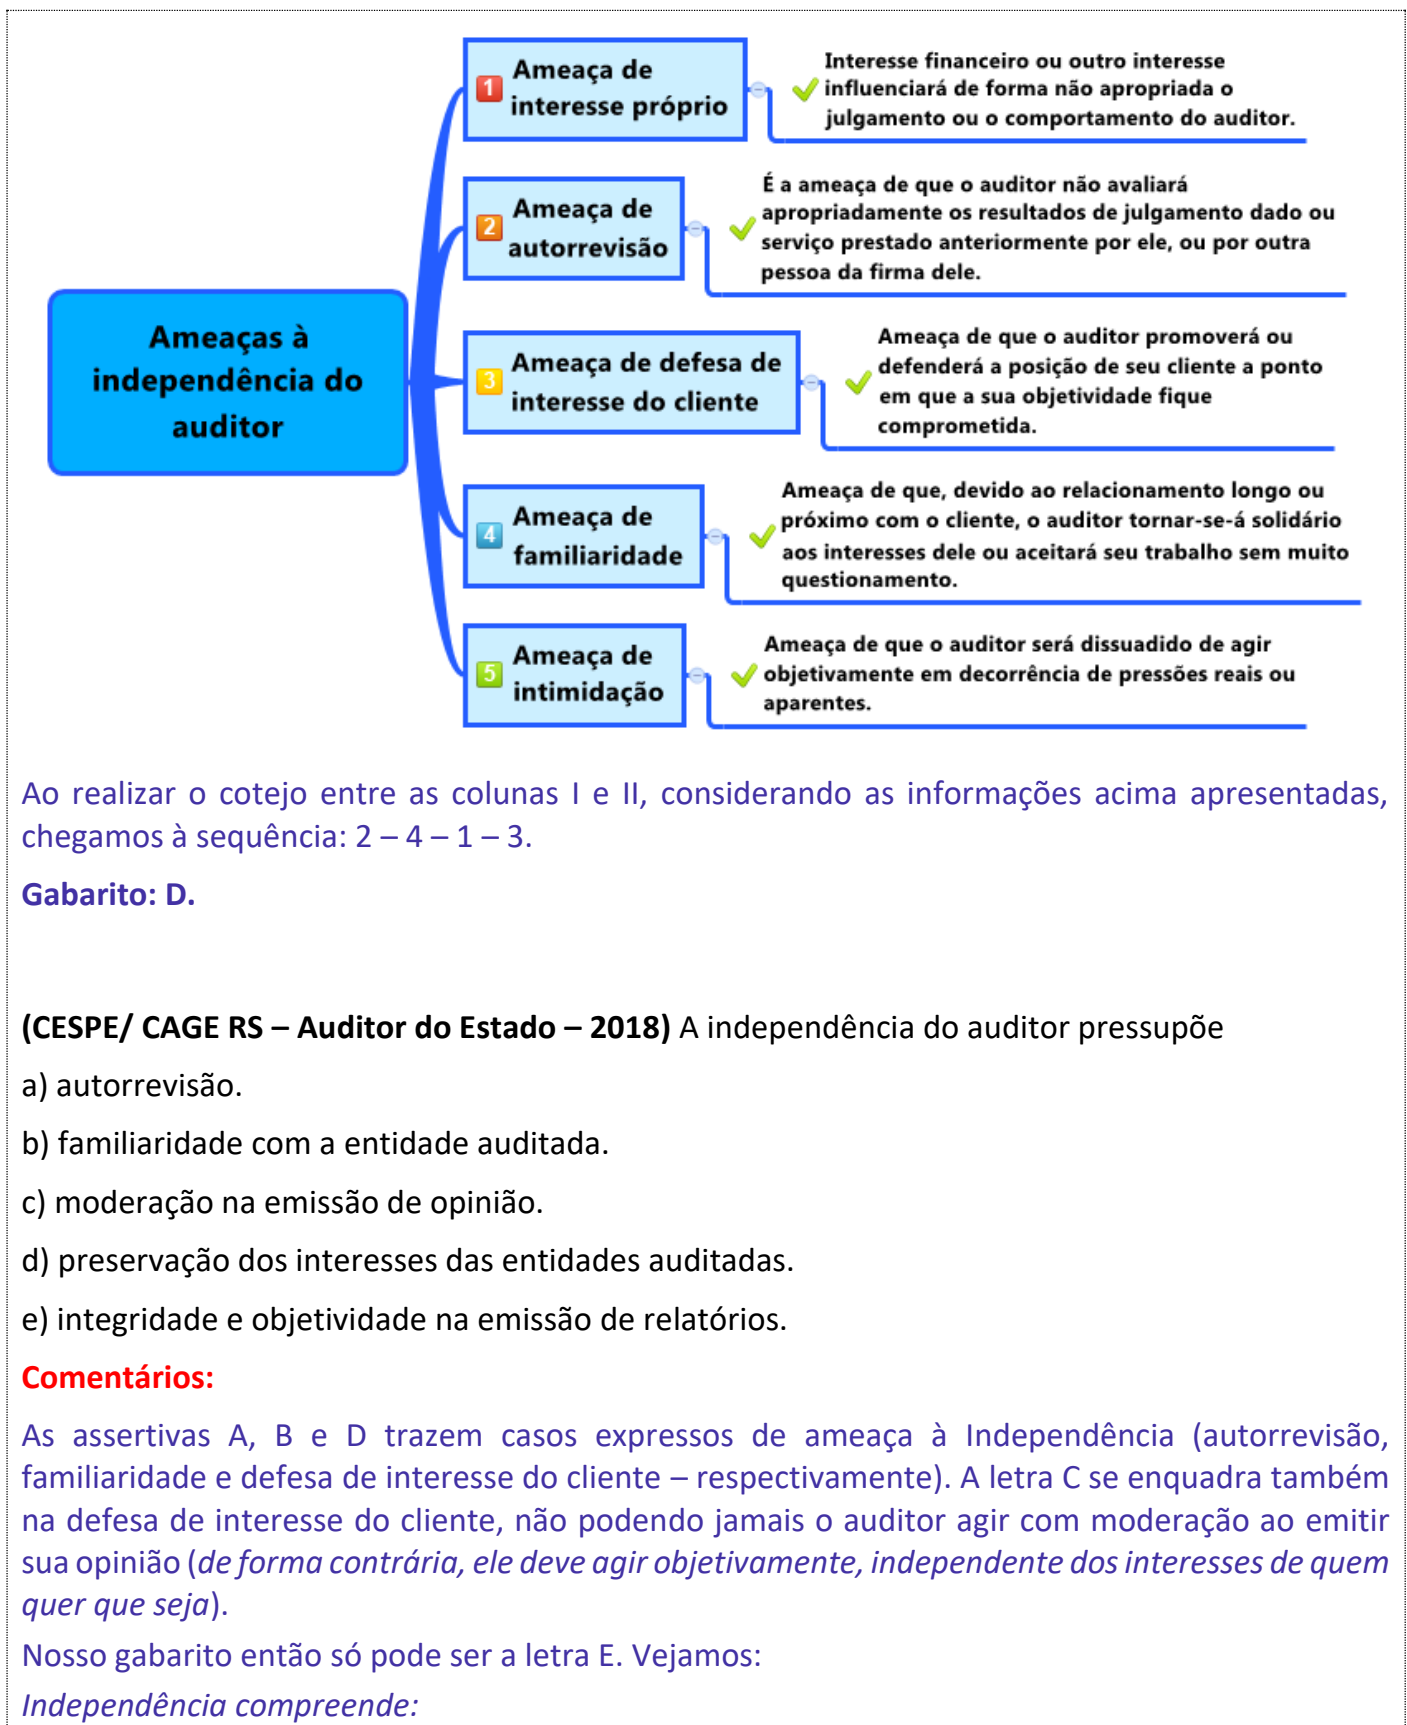 Ameaças à
independência do
auditor
1 Ameaça de
interesse próprio
Interesse financeiro ou outro interesse
influenciará de forma não apropriada o
julgamento ou o comportamento do auditor.
2 Ameaça de
autorrevisão
É a ameaça de que o auditor não avaliará
apropriadamente os resultados de julgamento dado ou
serviço prestado anteriormente por ele, ou por outra
pessoa da firma dele.
3 Ameaça de defesa de
interesse do cliente
Ameaça de que o auditor promoverá ou
defenderá a posição de seu cliente a ponto
em que a sua objetividade fique
comprometida.
4 Ameaça de
familiaridade
Ameaça de que, devido ao relacionamento longo ou
próximo com o cliente, o auditor tornar-se-á solidário
aos interesses dele ou aceitará seu trabalho sem muito
questionamento.
5 Ameaça de
intimidação
Ameaça de que o auditor será dissuadido de agir
objetivamente em decorrência de pressões reais ou
aparentes.
Ao realizar o cotejo entre as colunas I e II, considerando as informações acima apresentadas,
chegamos à sequência: 2 – 4 – 1 – 3.
Gabarito: D.
(CESPE/ CAGE RS – Auditor do Estado – 2018) A independência do auditor pressupõe
a) autorrevisão.
b) familiaridade com a entidade auditada.
c) moderação na emissão de opinião.
d) preservação dos interesses das entidades auditadas.
e) integridade e objetividade na emissão de relatórios.
Comentários:
As assertivas A, B e D trazem casos expressos de ameaça à Independência (autorrevisão,
familiaridade e defesa de interesse do cliente – respectivamente). A letra C se enquadra também
na defesa de interesse do cliente, não podendo jamais o auditor agir com moderação ao emitir
sua opinião (de forma contrária, ele deve agir objetivamente, independente dos interesses de quem
quer que seja).
Nosso gabarito então só pode ser a letra E. Vejamos:
Independência compreende: